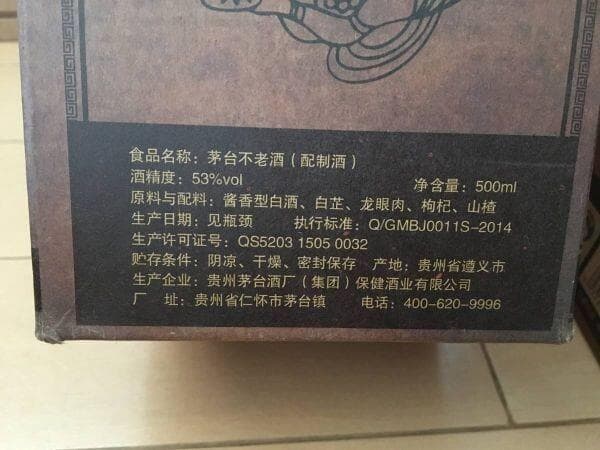 食品名称：茅台不老酒（配制酒）
酒精度：53%vol 净含量：500ml
原料与配料：酱香型白酒、白芷、龙眼肉、枸杞、山楂
生产日期：见瓶颈 执行标准：Q/GMBJ0011S-2014
生产许可证号：QS5203 1505 0032
贮存条件：阴凉、干燥、密封保存 产地：贵州省遵义市
生产企业：贵州茅台酒厂（集团）保健酒业有限公司
厂 址：贵州省仁怀市茅台镇 电话：400-620-9996